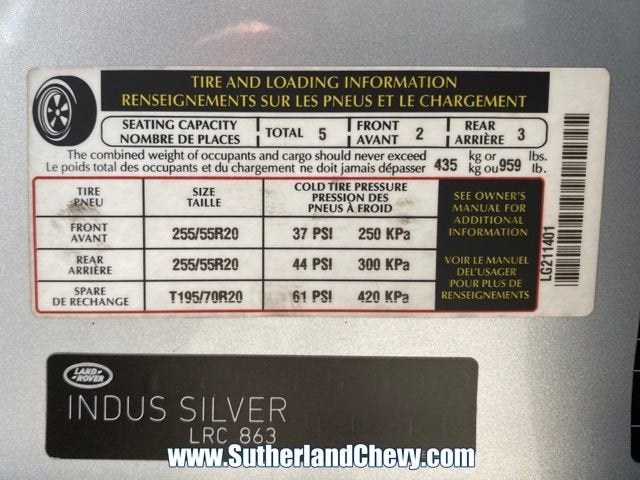 TIRE AND LOADING INFORMATION
RENSEIGNEMENTS SUR LES PNEUS ET LE CHARGEMENT
SEATING CAPACITY
NOMBRE DE PLACES
TOTAL 5
FRONT
AVANT 2
REAR
ARRIÈRE 3
The combined weight of occupants and cargo should never exceed 435 kg or 959 lbs.
Le poids total des occupants et du chargement ne doit jamais dépasser kg ou lb.
TIRE
PNEU
SIZE
TAILLE
COLD TIRE PRESSURE
PRESSION DES
PNEUS À FROID
FRONT
AVANT
255/55R20
37 PSI 250 KPa
REAR
ARRIÈRE
255/55R20
44 PSI 300 KPa
SPARE
DE RECHANGE
T195/70R20
61 PSI 420 KPa
SEE OWNER'S
MANUAL FOR
ADDITIONAL
INFORMATION
VOIR LE MANUEL
DEL'USAGER
POUR PLUS DE
RENSEIGNEMENTS
LG211401
LAND-
ROVER
INDUS SILVER
LRC 863
www.SutherlandChevy.com